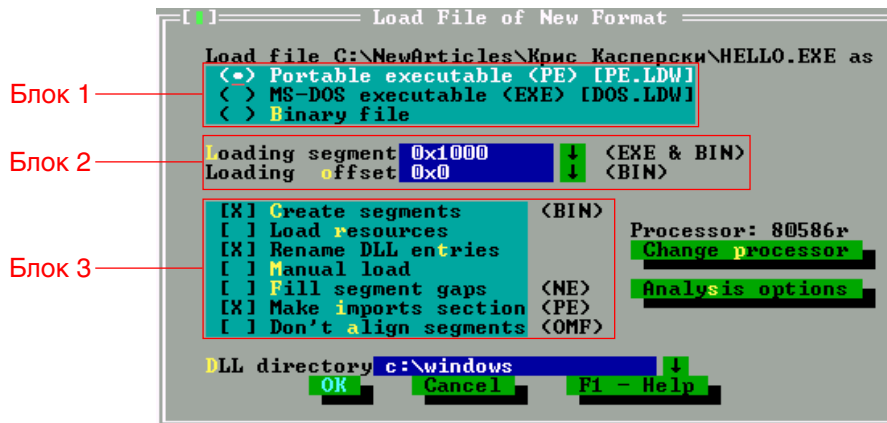 [ ] Load File of New Format
Load file C:\NewArticles\Крис Касперски\HELLO.EXE as
Блок 1
(•) Portable executable (PE) [PE.LDW]
( ) MS-DOS executable (EXE) [DOS.LDW]
( ) Binary file
Блок 2
Loading segment 0x1000 ↓ (EXE & BIN)
Loading offset 0x0 ↓ (BIN)
Блок 3
[X] Create segments (BIN)
[ ] Load resources
[X] Rename DLL entries
[ ] Manual load
[ ] Fill segment gaps (NE)
[X] Make imports section (PE)
[ ] Don't align segments (OMF)
Processor: 80586r
Change processor
Analysis options
DLL directory c:\windows ↓
OK Cancel F1 - Help